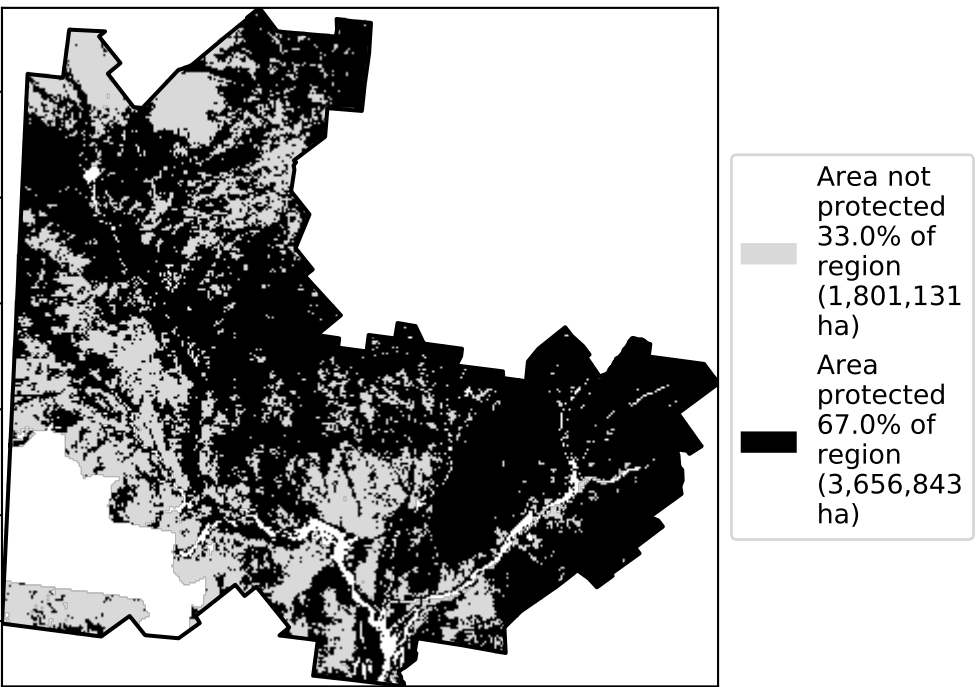 Area not
protected
33.0% of
region
(1,801,131
ha)
Area
protected
67.0% of
region
(3,656,843
ha)